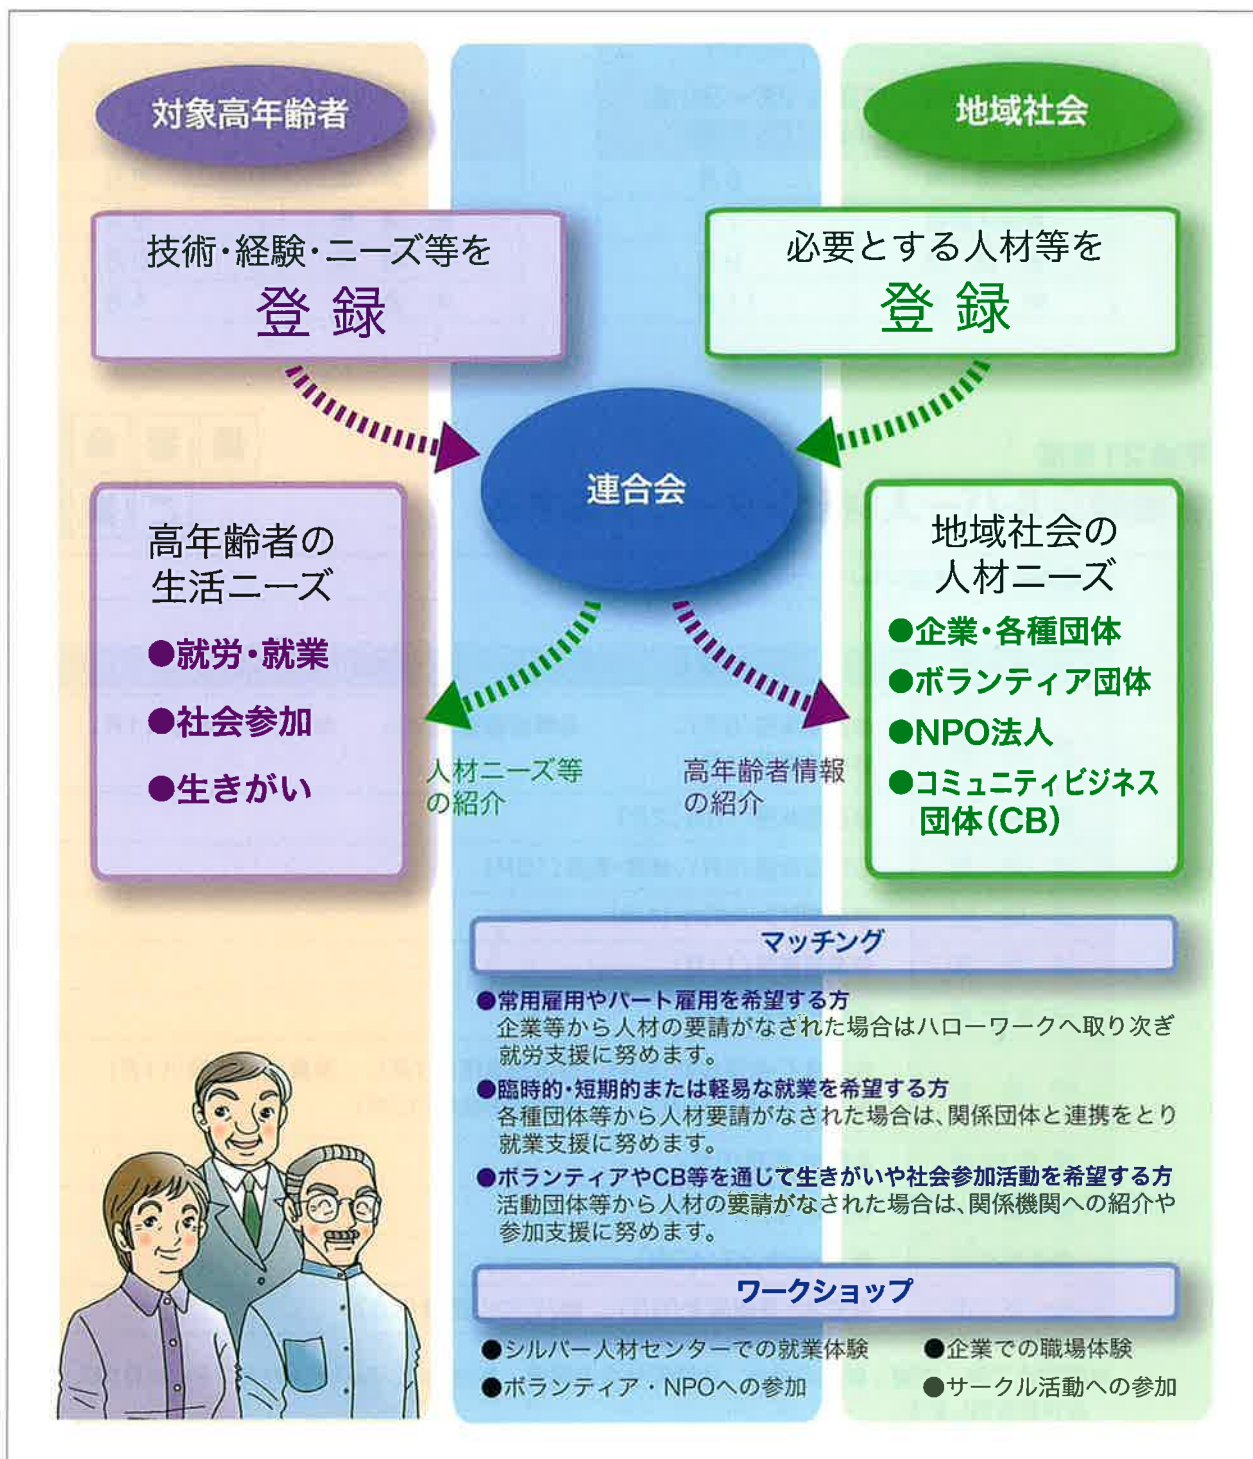 対象高年齢者
地域社会
技術・経験・ニーズ等を
登録
必要とする人材等を
登録
連合会
高年齢者の
生活ニーズ
●就労・就業
●社会参加
●生きがい
人材ニーズ等
の紹介
高年齢者情報
の紹介
地域社会の
人材ニーズ
●企業・各種団体
●ボランティア団体
●NPO法人
●コミュニティビジネス
団体(CB)
マッチング
●常用雇用やパート雇用を希望する方
企業等から人材の要請がなされた場合はハローワークへ取り次ぎ
就労支援に努めます。
●臨時的・短期的または軽易な就業を希望する方
各種団体等から人材要請がなされた場合は、関係団体と連携をとり
就業支援に努めます。
●ボランティアやCB等を通じて生きがいや社会参加活動を希望する方
活動団体等から人材の要請がなされた場合は、関係機関への紹介や
参加支援に努めます。
ワークショップ
●シルバー人材センターでの就業体験
●企業での職場体験
●ボランティア・NPOへの参加
●サークル活動への参加